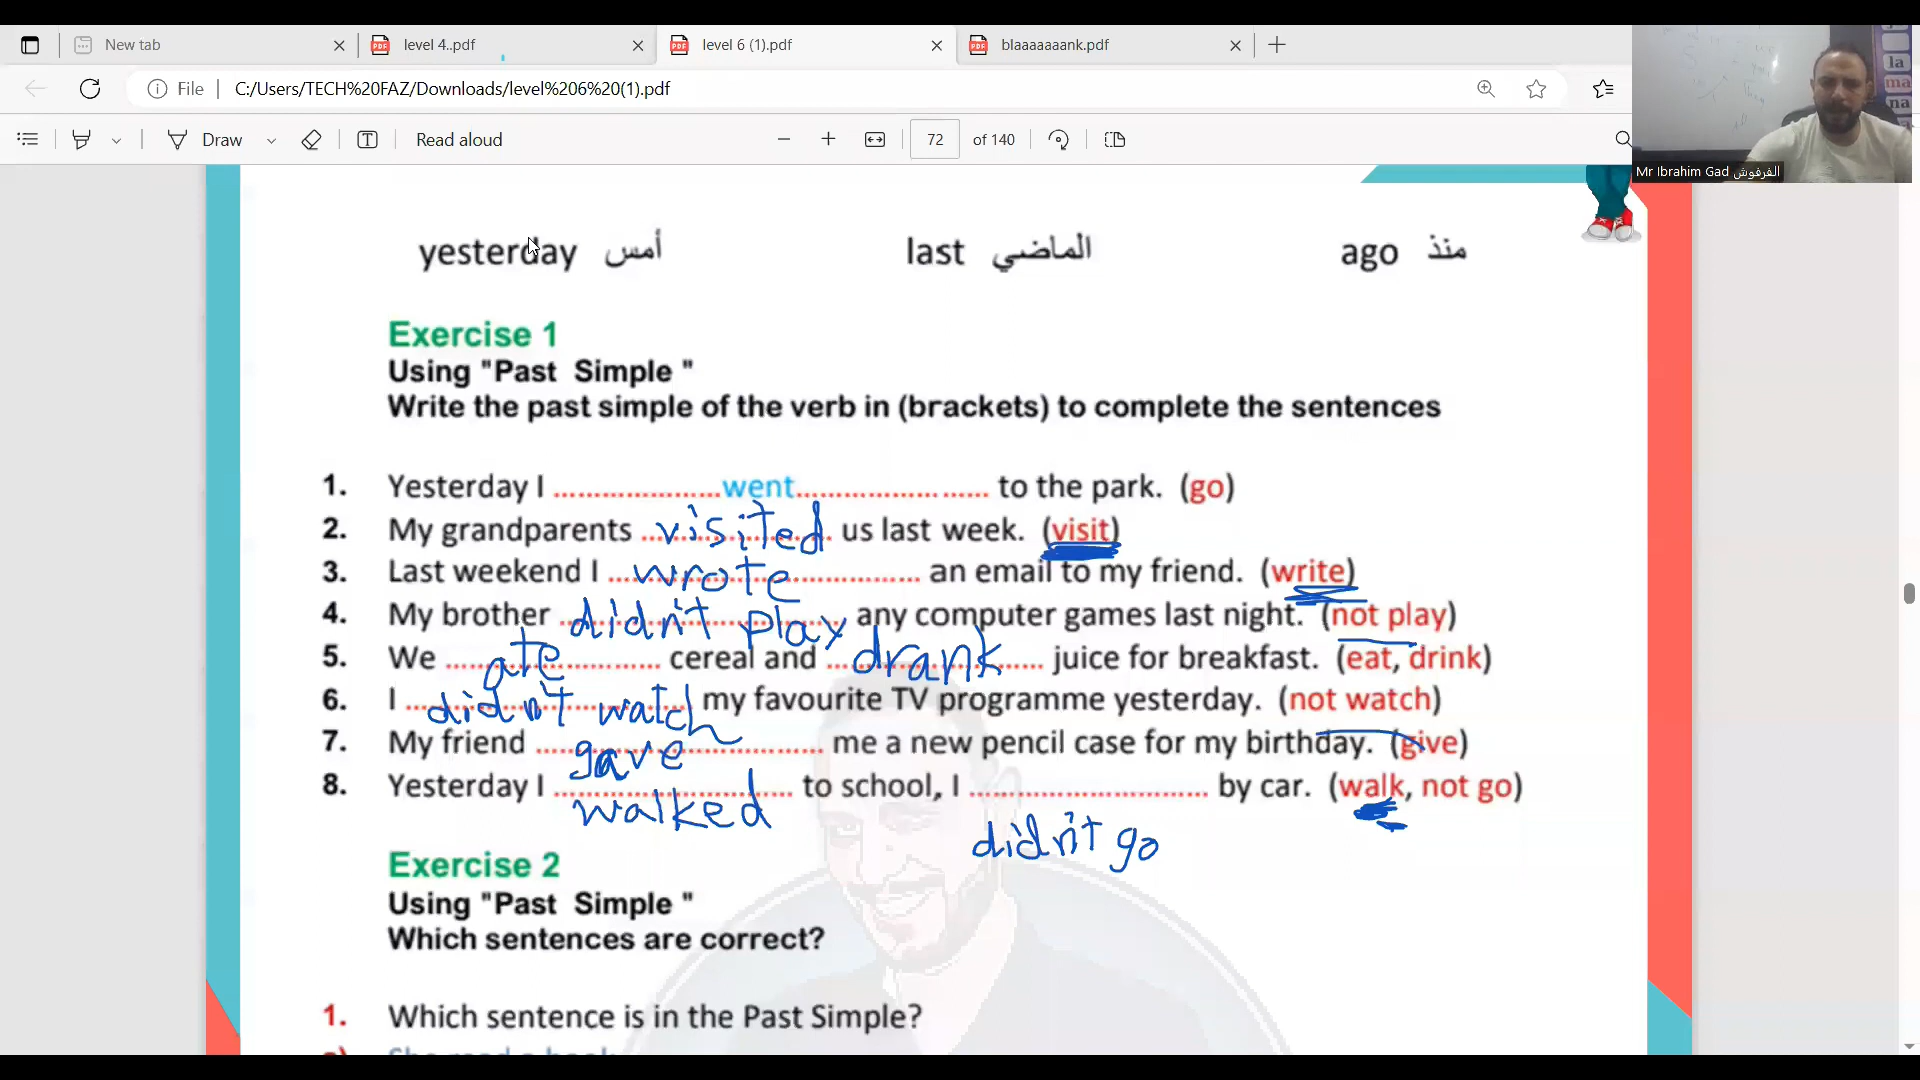 New tab
level 4..pdf
level 6 (1).pdf
blaaaaaaank.pdf
File
C:/Users/TECH%20FAZ/Downloads/level%206%20(1).pdf
Draw
Read aloud
72
of 140
la
ma
na
Mr Ibrahim Gad الفرفوش
yesterday أمس
last الماضي
ago منذ
Exercise 1
Using "Past Simple "
Write the past simple of the verb in (brackets) to complete the sentences
1. Yesterday I .....................went........................ to the park. (go)
2. My grandparents visited us last week. (visit)
3. Last weekend I wrote an email to my friend. (write)
4. My brother didn't play any computer games last night. (not play)
5. We ate cereal and drank juice for breakfast. (eat, drink)
6. I didn't watch my favourite TV programme yesterday. (not watch)
7. My friend gave me a new pencil case for my birthday. (give)
8. Yesterday I walked to school, I didn't go by car. (walk, not go)
Exercise 2
Using "Past Simple "
Which sentences are correct?
1. Which sentence is in the Past Simple?